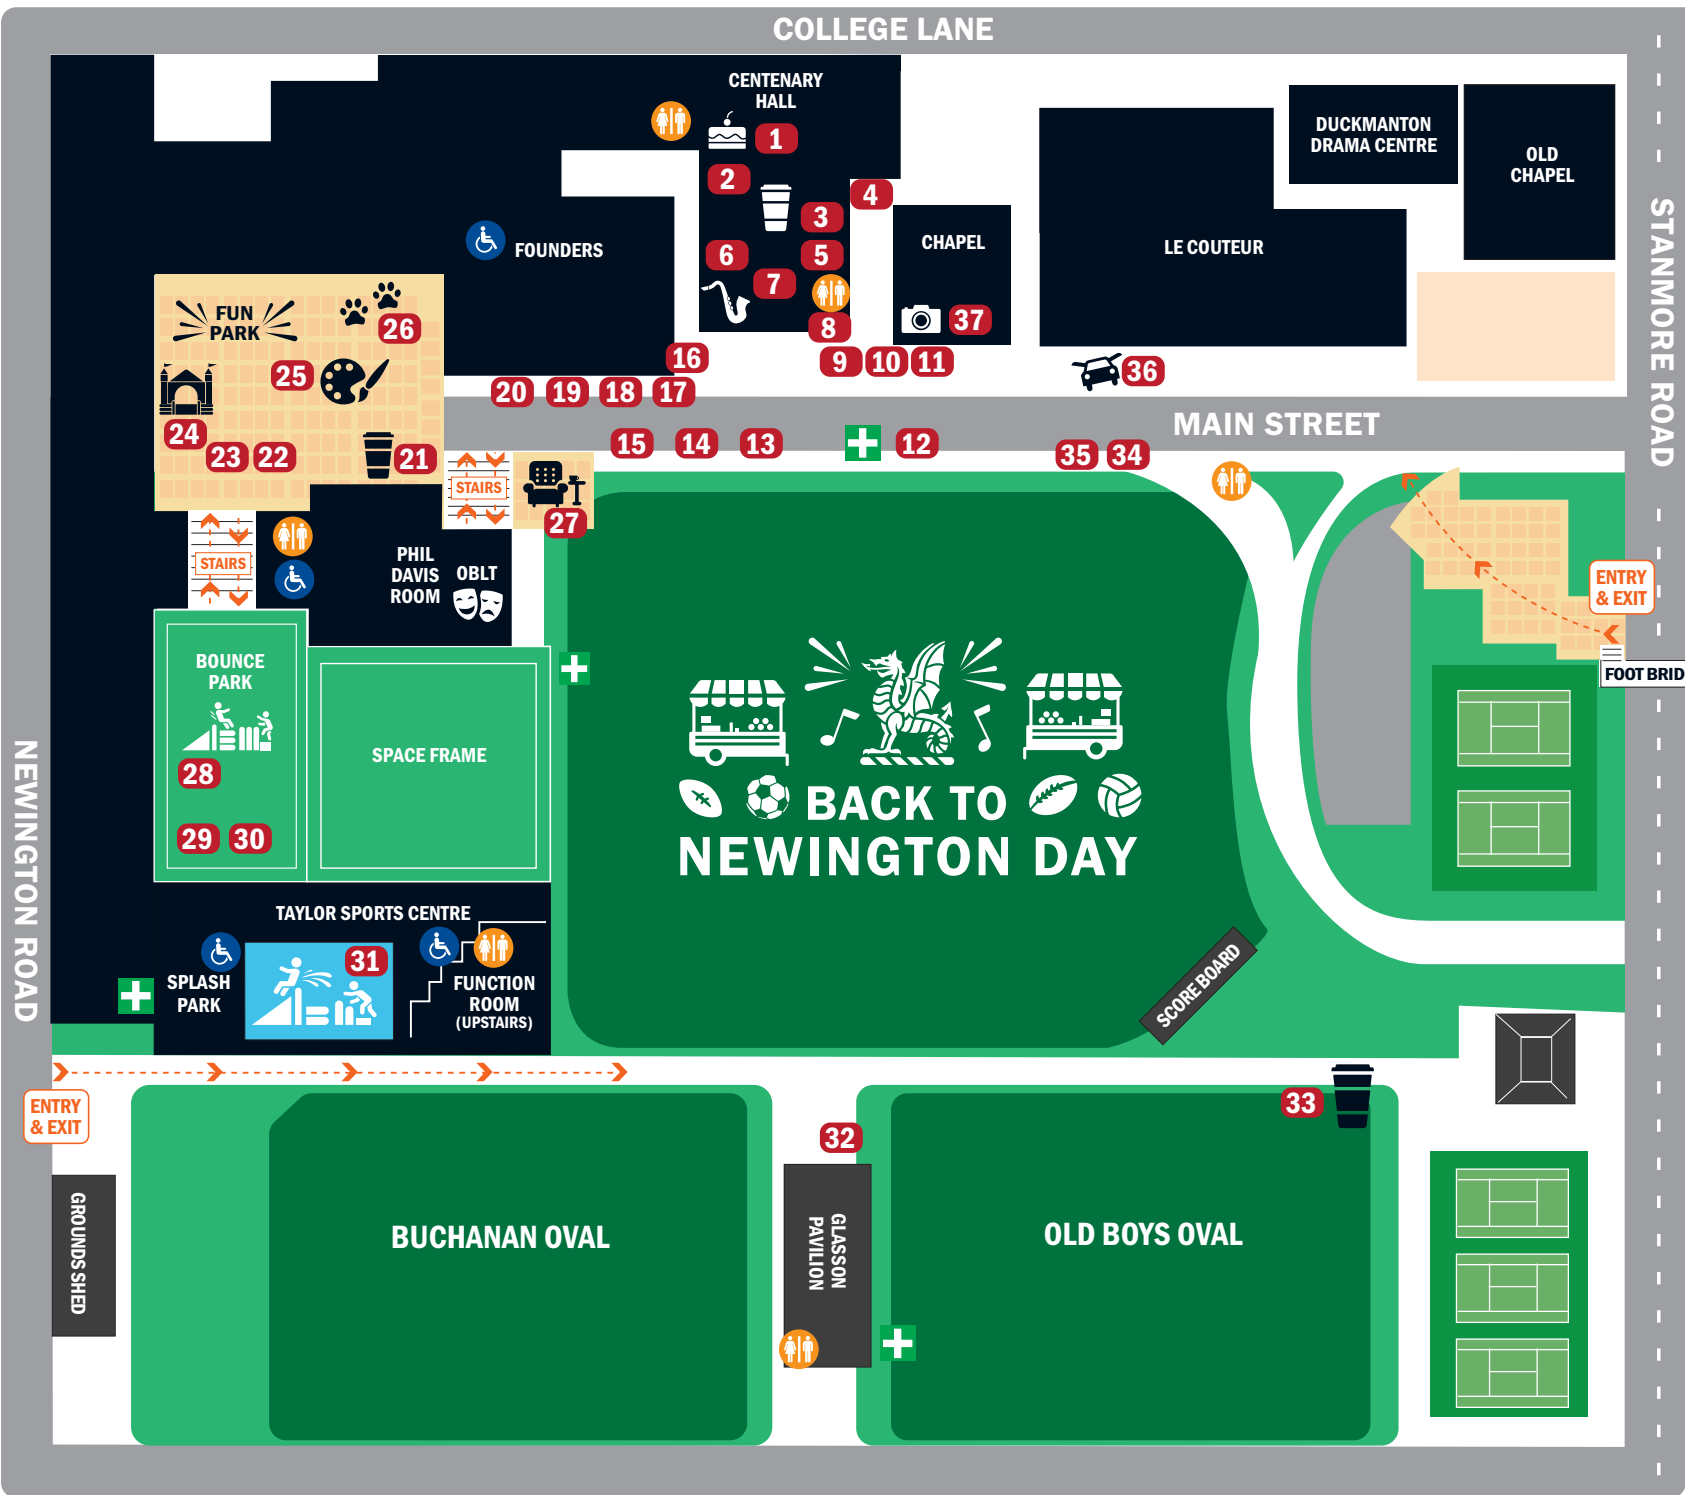 COLLEGE LANE
CENTENARY
HALL
1
2
3
4
5
6
7
8
9
10
11
CHAPEL
37
DUCKMANTON
DRAMA CENTRE
OLD
CHAPEL
LE COUTEUR
STANMORE ROAD
FOUNDERS
FUN
PARK
26
25
24
23
22
21
20
19
18
17
16
36
MAIN STREET
15
14
13
12
35
34
STAIRS
27
STAIRS
PHIL
DAVIS
ROOM
OBLT
ENTRY
& EXIT
FOOT BRID
BOUNCE
PARK
28
29
30
SPACE FRAME
BACK TO
NEWINGTON DAY
NEWINGTON ROAD
TAYLOR SPORTS CENTRE
31
SPLASH
PARK
FUNCTION
ROOM
(UPSTAIRS)
SCORE BOARD
ENTRY
& EXIT
33
32
GROUNDS SHED
BUCHANAN OVAL
GLASSON
PAVILION
OLD BOYS OVAL